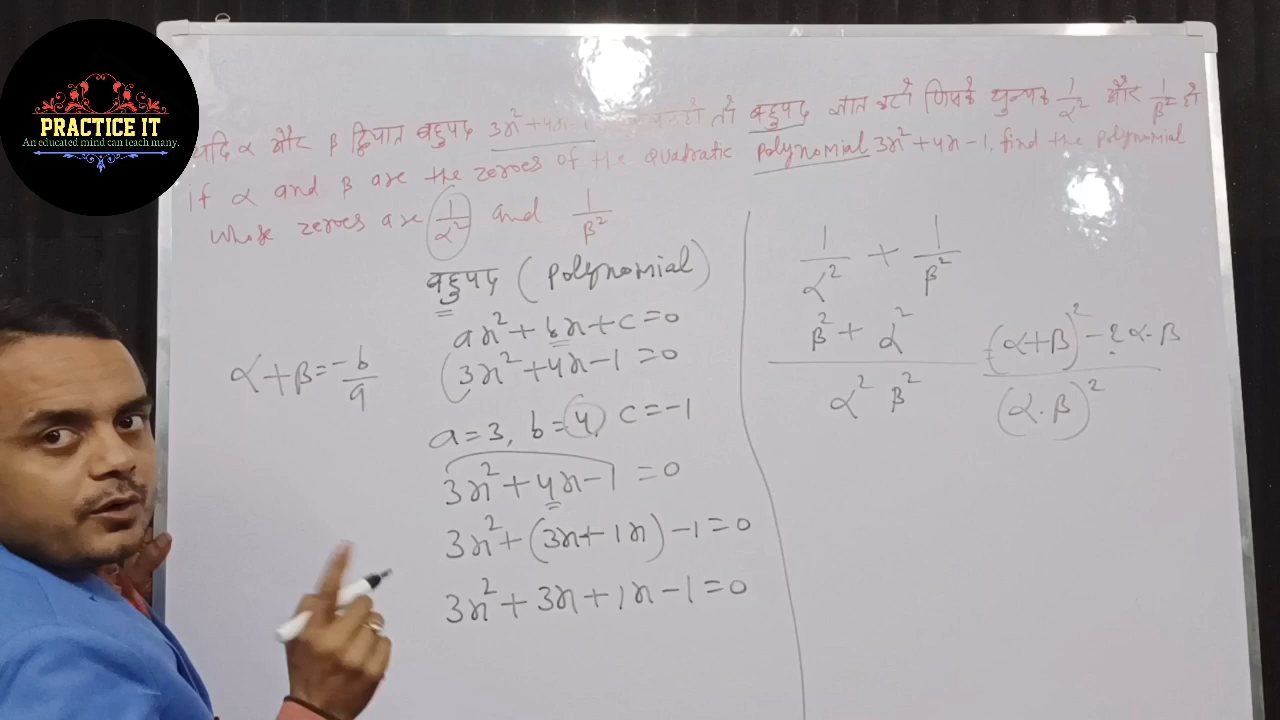 PRACTICE IT
An educated mind can teach many.
यदि α और β द्विघात बहुपद 3x²+4x-1 तो बहुपद ज्ञात करो जिसके शून्यक 1/α² और 1/β² हो
if α and β are the zeroes of the quadratic polynomial 3x²+4x-1, find the polynomial
whose zeroes are 1/α² and 1/β²
बहुपद (polynomial)
ax²+bx+c=0
(3x²+4x-1=0
a=3, b=4, c=-1
3x²+4x-1=0
3x²+(3x+1x)-1=0
3x²+3x+1x-1=0
α+β=-b/a
1/α² + 1/β²
β²+α² / α² β² = (α+β)²-2α·β / (α·β)²